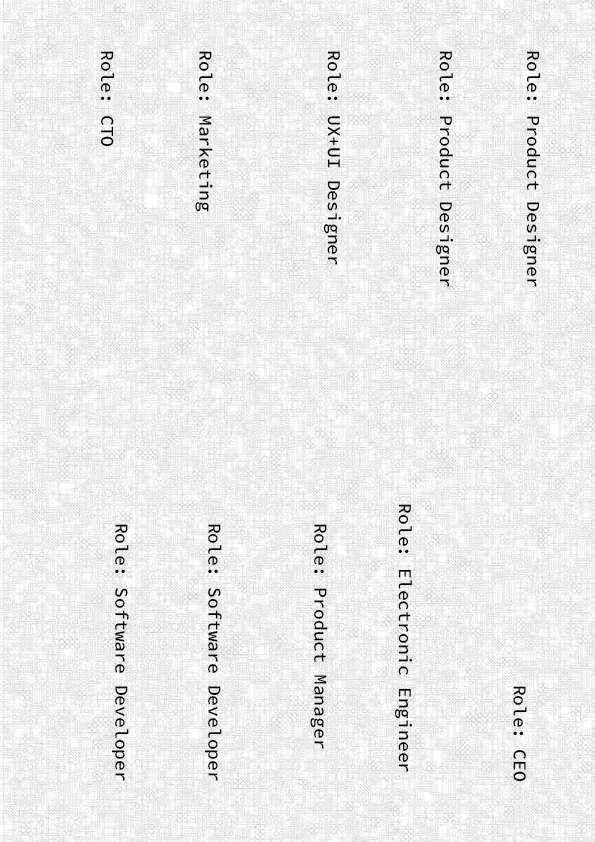 Role: Product Designer
Role: Product Designer
Role: UX+UI Designer
Role: Marketing
Role: CTO
Role: CEO
Role: Electronic Engineer
Role: Product Manager
Role: Software Developer
Role: Software Developer